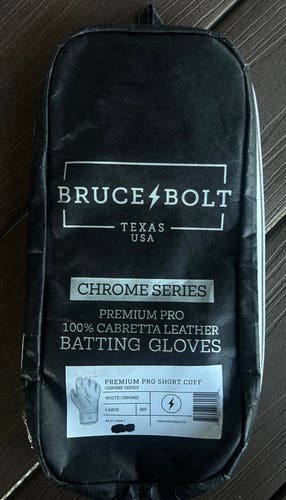 BRUCE BOLT
TEXAS
USA
CHROME SERIES
PREMIUM PRO
100% CABRETTA LEATHER
BATTING GLOVES
PREMIUM PRO SHORT CUFF
CHROME SERIES
WHITE CHROME
LARGE